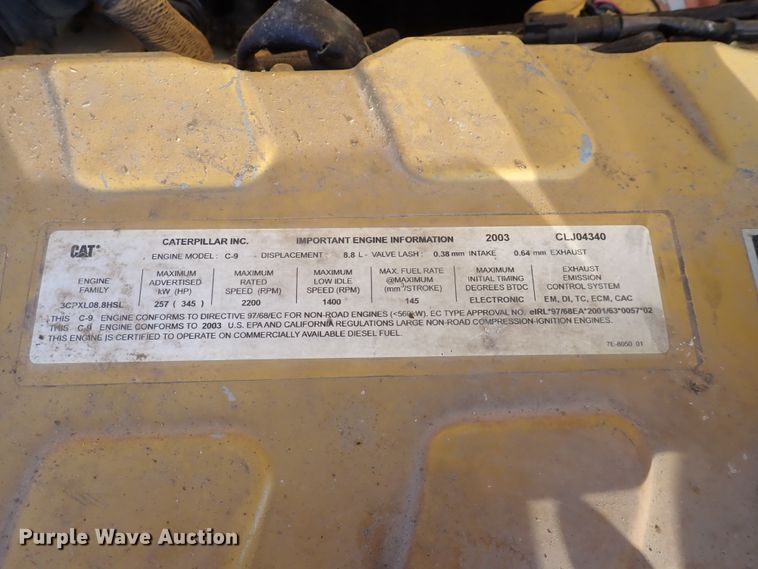 CAT CATERPILLAR INC. IMPORTANT ENGINE INFORMATION 2003 CLJ04340
ENGINE MODEL: C-9 - DISPLACEMENT 8.8 L - VALVE LASH: 0.38 mm INTAKE , 0.64 mm EXHAUST
ENGINE FAMILY
3CPXL08.8HSL
MAXIMUM ADVERTISED kW (HP)
257 ( 345 )
MAXIMUM RATED SPEED (RPM)
2200
MAXIMUM LOW IDLE SPEED (RPM)
1400
MAX. FUEL RATE @MAXIMUM (mm³/STROKE)
145
MAXIMUM INITIAL TIMING DEGREES BTDC
ELECTRONIC
EXHAUST EMISSION CONTROL SYSTEM
EM, DI, TC, ECM, CAC
THIS C-9 ENGINE CONFORMS TO DIRECTIVE 97/68/EC FOR NON-ROAD ENGINES (<560kW). EC TYPE APPROVAL NO. eIRL*97/68EA*2001/63*0057*02
THIS C-9 ENGINE CONFORMS TO 2003 U.S. EPA AND CALIFORNIA REGULATIONS LARGE NON-ROAD COMPRESSION-IGNITION ENGINES.
THIS ENGINE IS CERTIFIED TO OPERATE ON COMMERCIALLY AVAILABLE DIESEL FUEL.
7E-8050 01
Purple Wave Auction